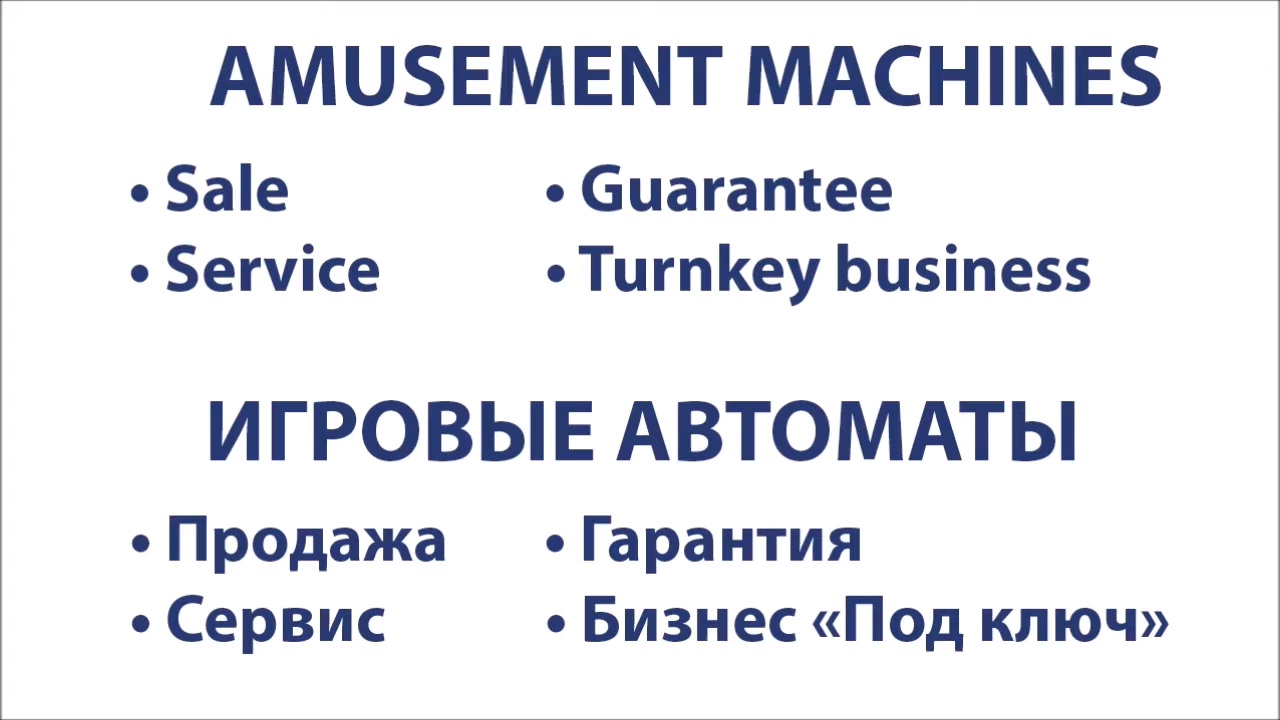 AMUSEMENT MACHINES
• Sale • Guarantee
• Service • Turnkey business
ИГРОВЫЕ АВТОМАТЫ
• Продажа • Гарантия
• Сервис • Бизнес «Под ключ»